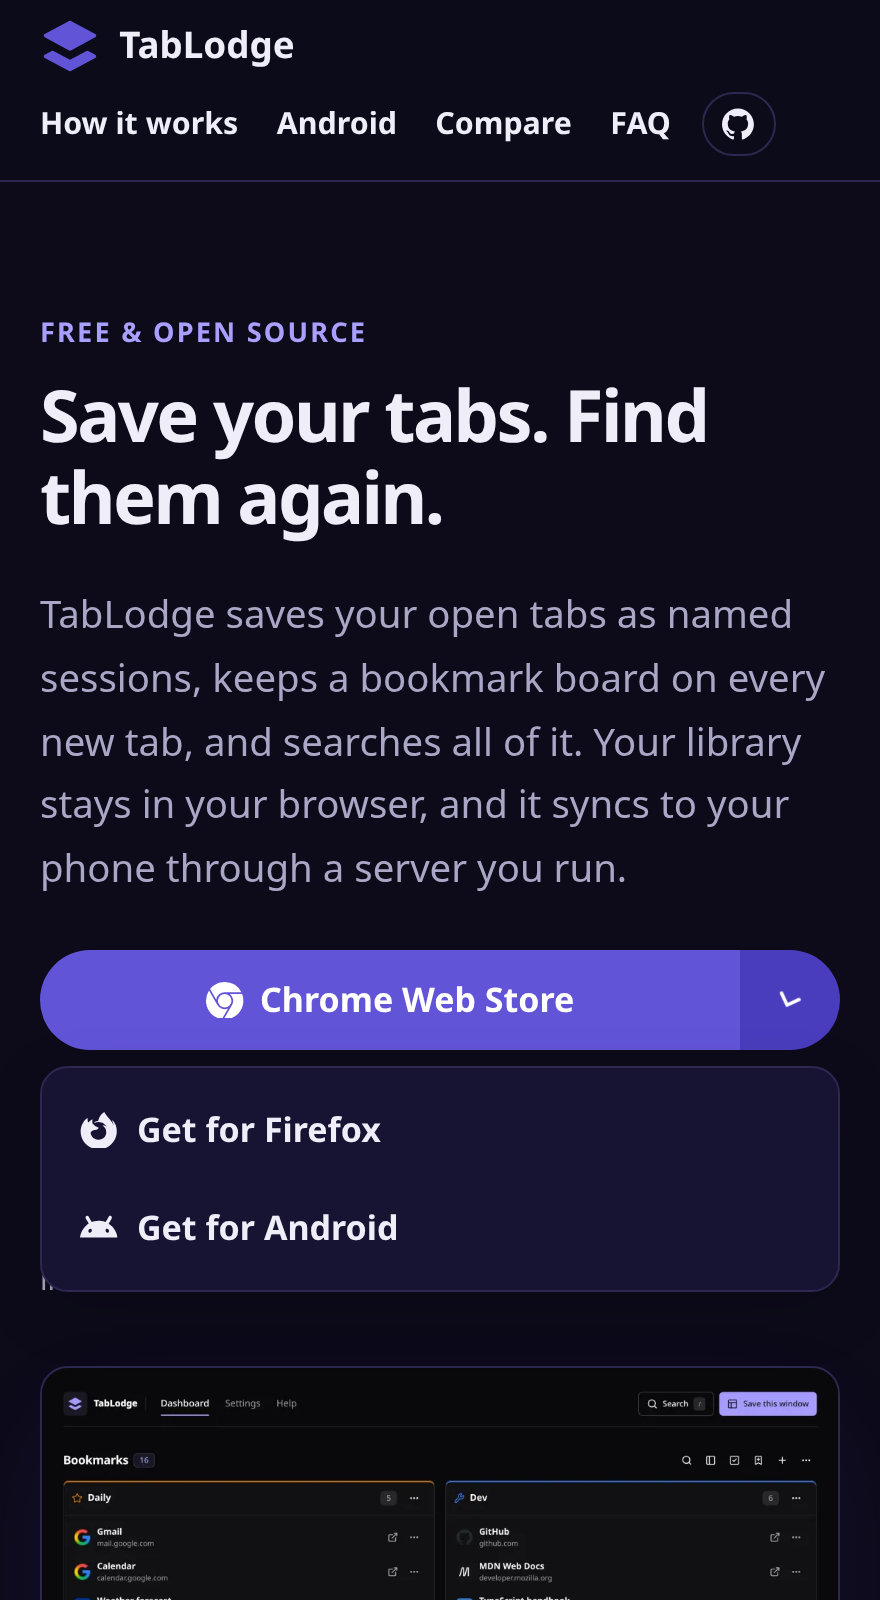 TabLodge
How it works Android Compare FAQ
FREE & OPEN SOURCE
Save your tabs. Find
them again.
TabLodge saves your open tabs as named
sessions, keeps a bookmark board on every
new tab, and searches all of it. Your library
stays in your browser, and it syncs to your
phone through a server you run.
Chrome Web Store
Get for Firefox
Get for Android
TabLodge Dashboard Settings Help Search / Save this window
Bookmarks 16
Daily 5
Dev 6
Gmail
mail.google.com
GitHub
github.com
Calendar
calendar.google.com
MDN Web Docs
developer.mozilla.org